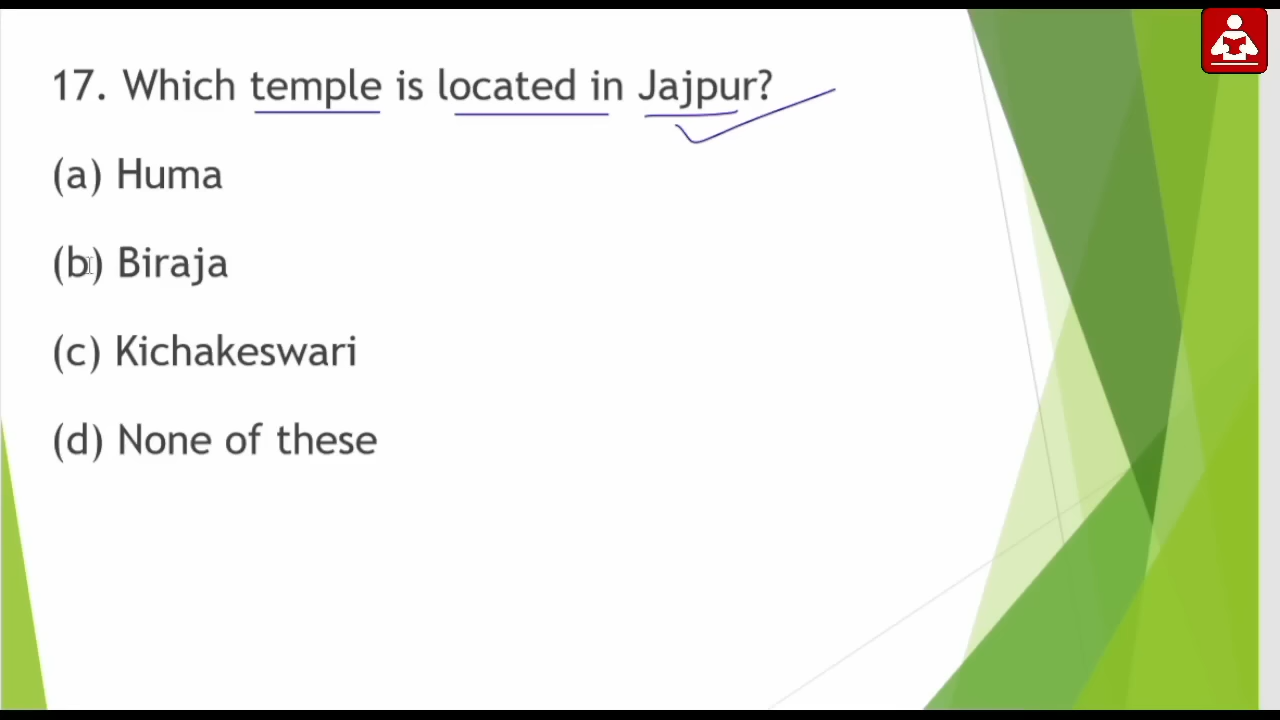 17. Which temple is located in Jajpur?
(a) Huma
(b) Biraja
(c) Kichakeswari
(d) None of these